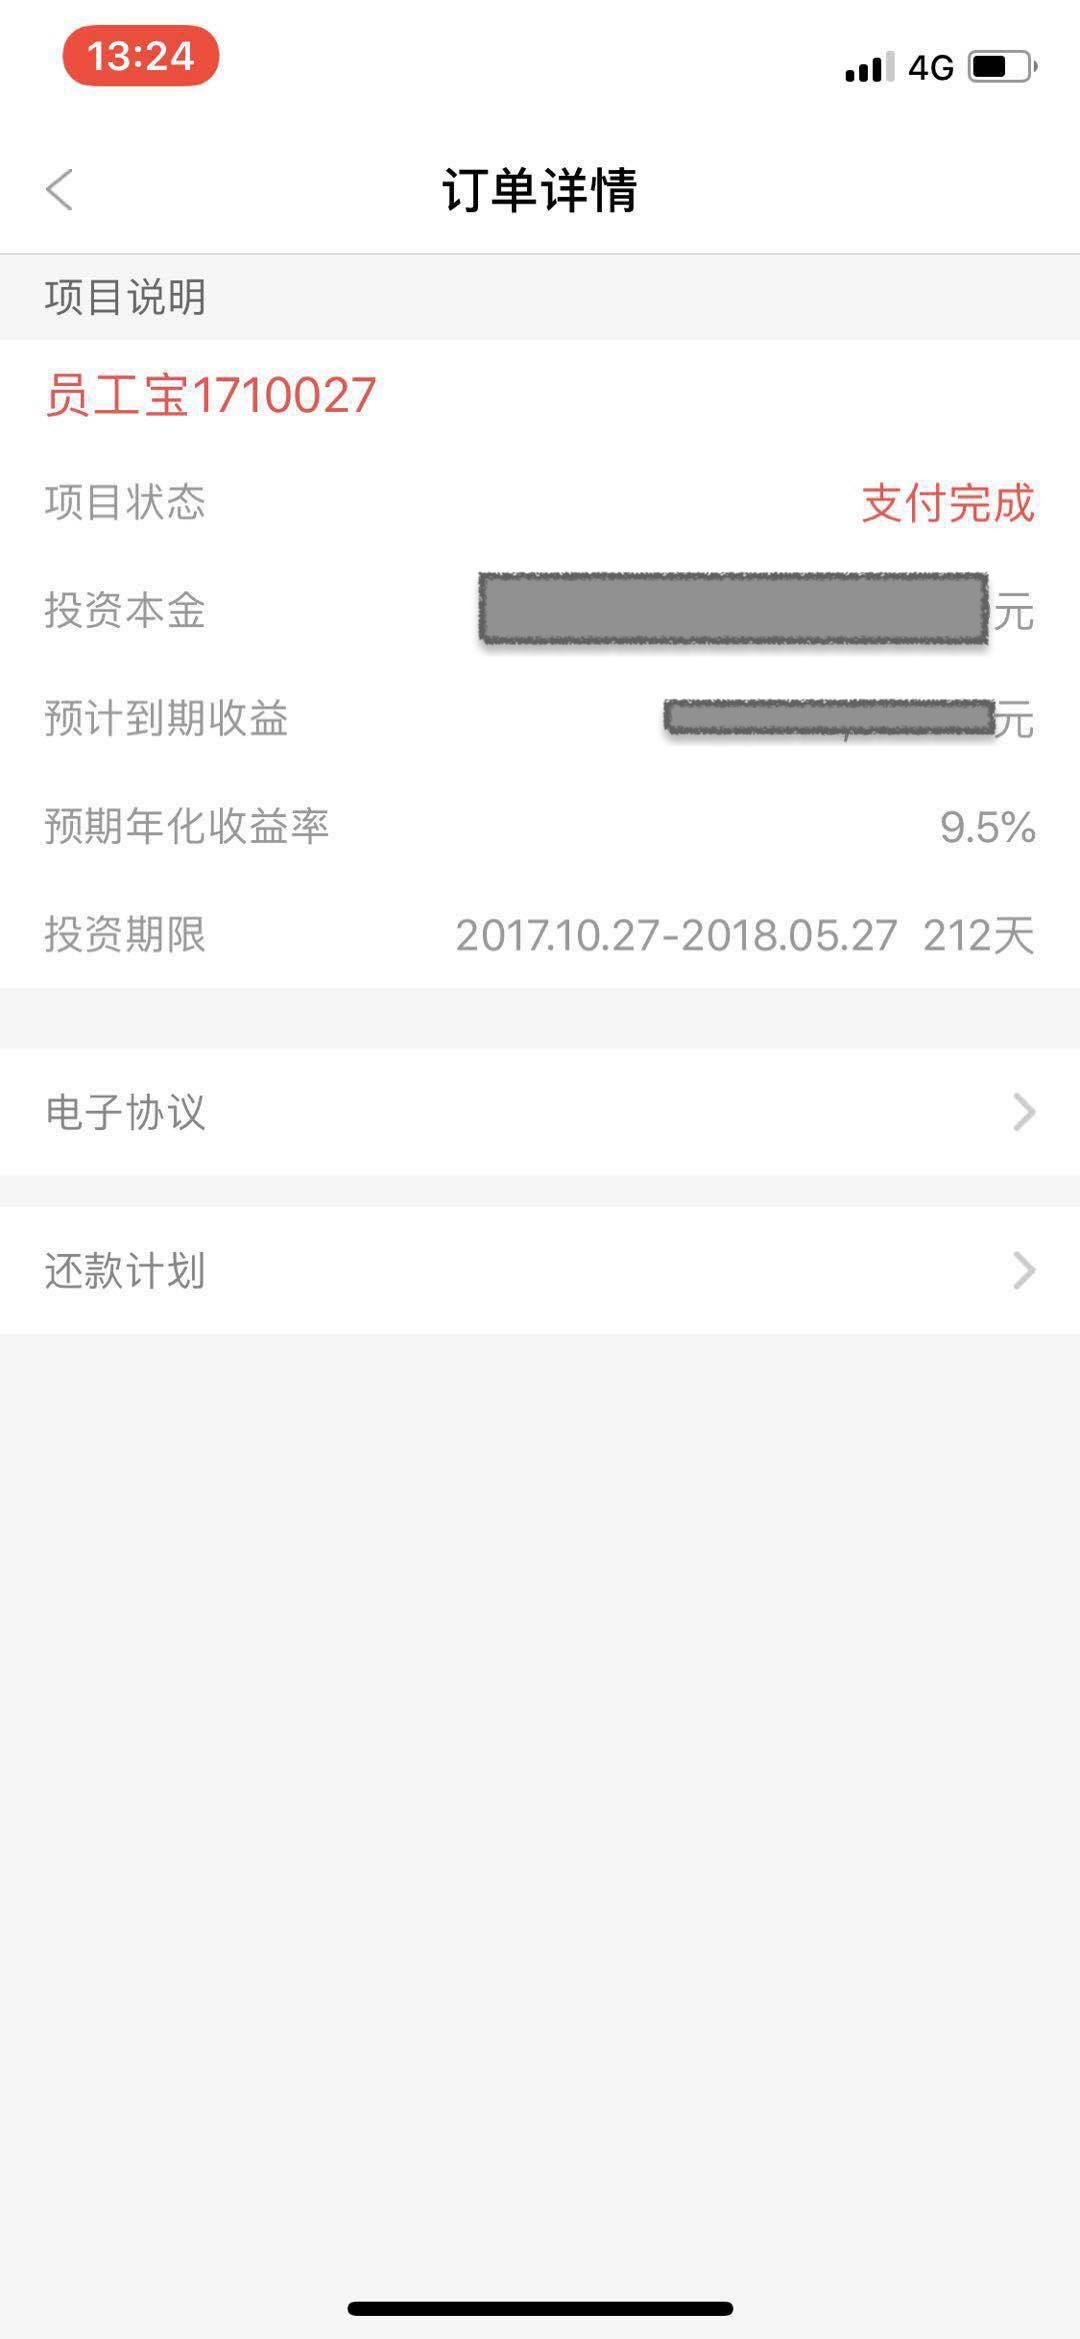 13:24
4G
订单详情
项目说明
员工宝1710027
项目状态 支付完成
投资本金 元
预计到期收益 元
预期年化收益率 9.5%
投资期限 2017.10.27-2018.05.27 212天
电子协议
还款计划